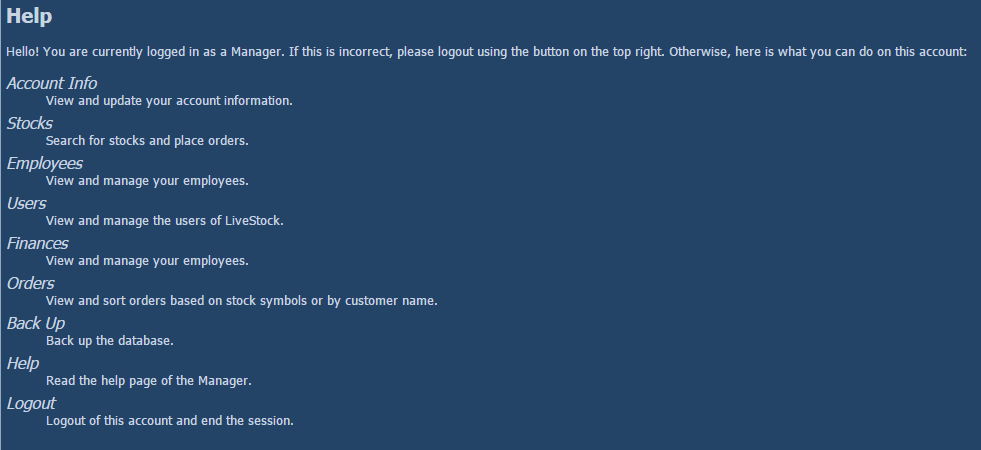 Help
Hello! You are currently logged in as a Manager. If this is incorrect, please logout using the button on the top right. Otherwise, here is what you can do on this account:
Account Info
View and update your account information.
Stocks
Search for stocks and place orders.
Employees
View and manage your employees.
Users
View and manage the users of LiveStock.
Finances
View and manage your employees.
Orders
View and sort orders based on stock symbols or by customer name.
Back Up
Back up the database.
Help
Read the help page of the Manager.
Logout
Logout of this account and end the session.